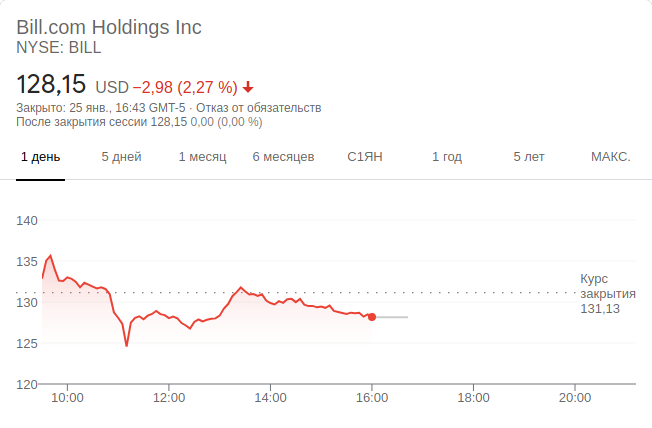 Bill.com Holdings Inc
NYSE: BILL
128,15 USD −2,98 (2,27 %)
Закрыто: 25 янв., 16:43 GMT-5 · Отказ от обязательств
После закрытия сессии 128,15 0,00 (0,00 %)
1 день 5 дней 1 месяц 6 месяцев С1ЯН 1 год 5 лет МАКС.
140
135
130
125
120
Курс
закрытия
131,13
10:00 12:00 14:00 16:00 18:00 20:00